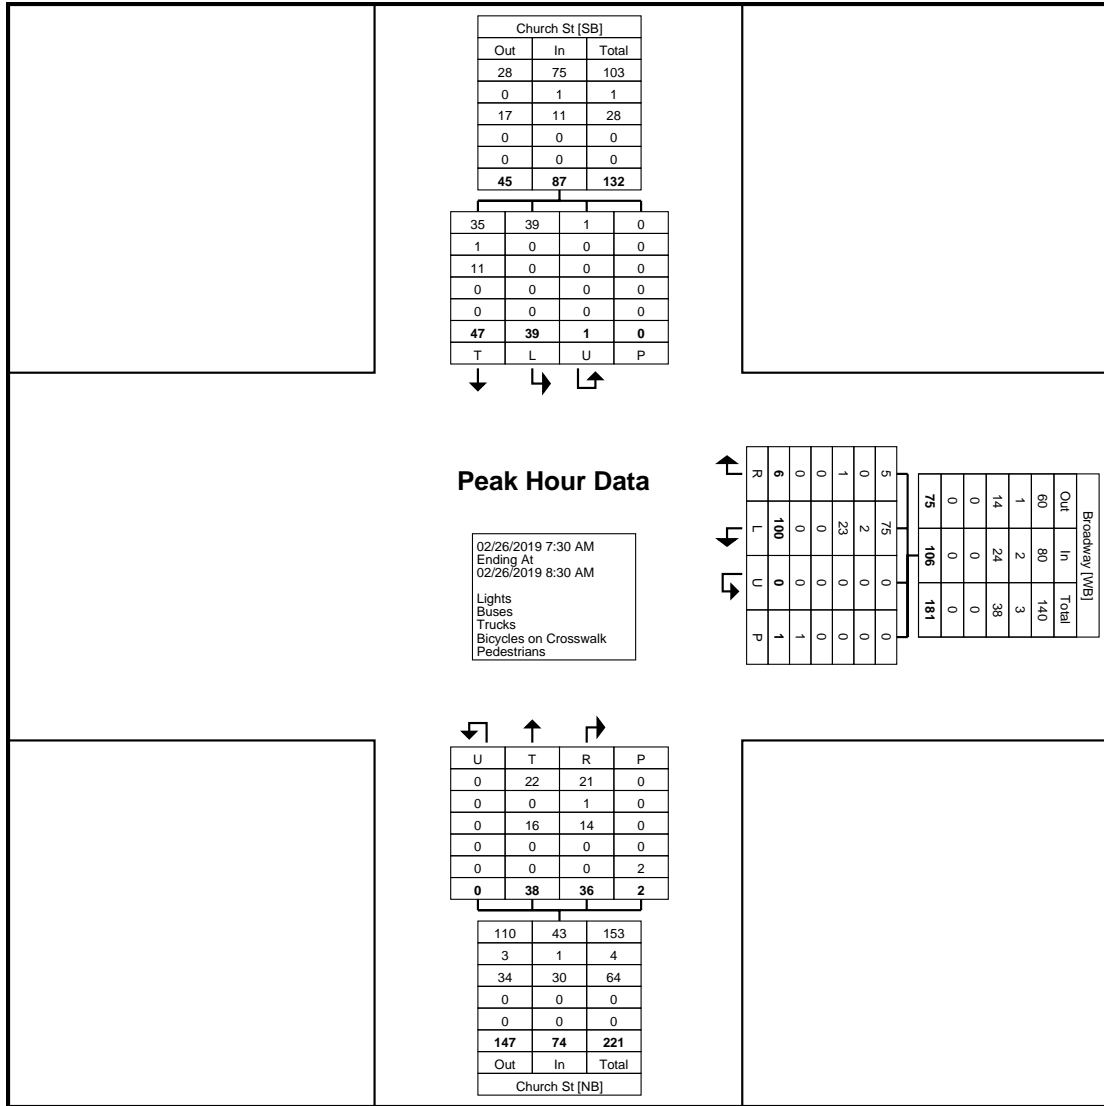 Church St [SB]
Out In Total
28 75 103
0 1 1
17 11 28
0 0 0
0 0 0
45 87 132
35 39 1 0
1 0 0 0
11 0 0 0
0 0 0 0
0 0 0 0
47 39 1 0
T L U P
Peak Hour Data
02/26/2019 7:30 AM
Ending At
02/26/2019 8:30 AM
Lights
Buses
Trucks
Bicycles on Crosswalk
Pedestrians
Broadway [WB]
Out In Total
60 80 140
1 2 3
14 24 38
0 0 0
0 0 0
75 106 181
5 75 0 0
0 2 0 0
1 23 0 0
0 0 0 0
0 0 0 1
6 100 0 1
R L U P
U T R P
0 22 21 0
0 0 1 0
0 16 14 0
0 0 0 0
0 0 0 2
0 38 36 2
110 43 153
3 1 4
34 30 64
0 0 0
0 0 0
147 74 221
Out In Total
Church St [NB]